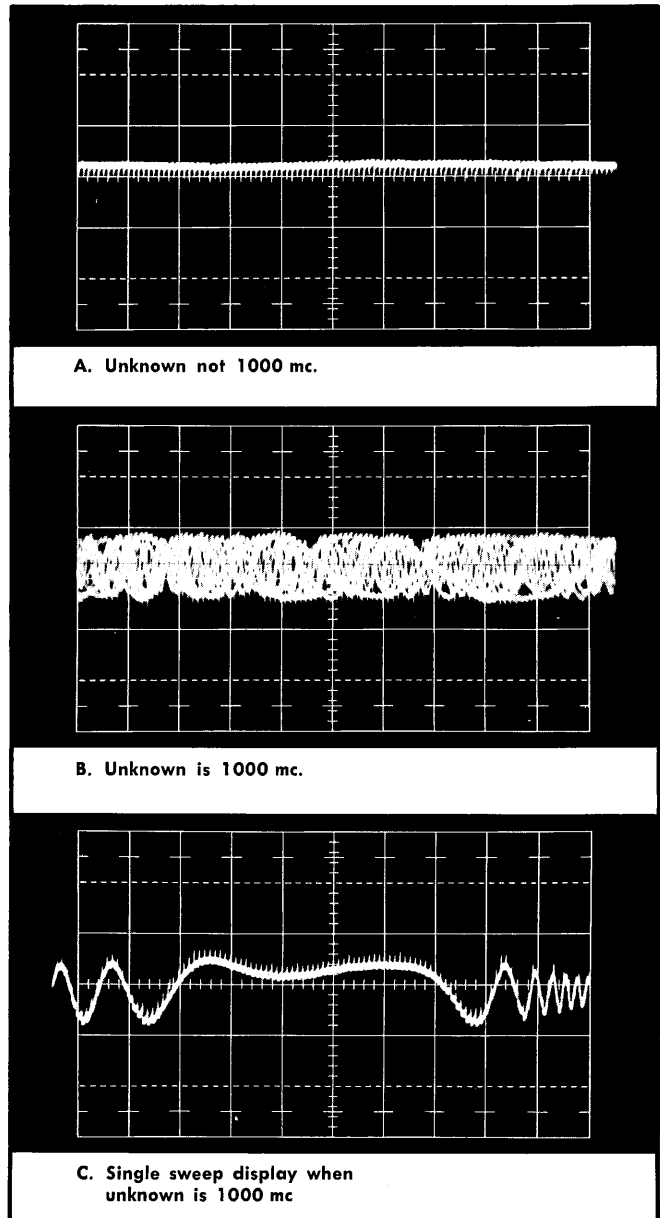 A. Unknown not 1000 mc.
B. Unknown is 1000 mc.
C. Single sweep display when
unknown is 1000 mc